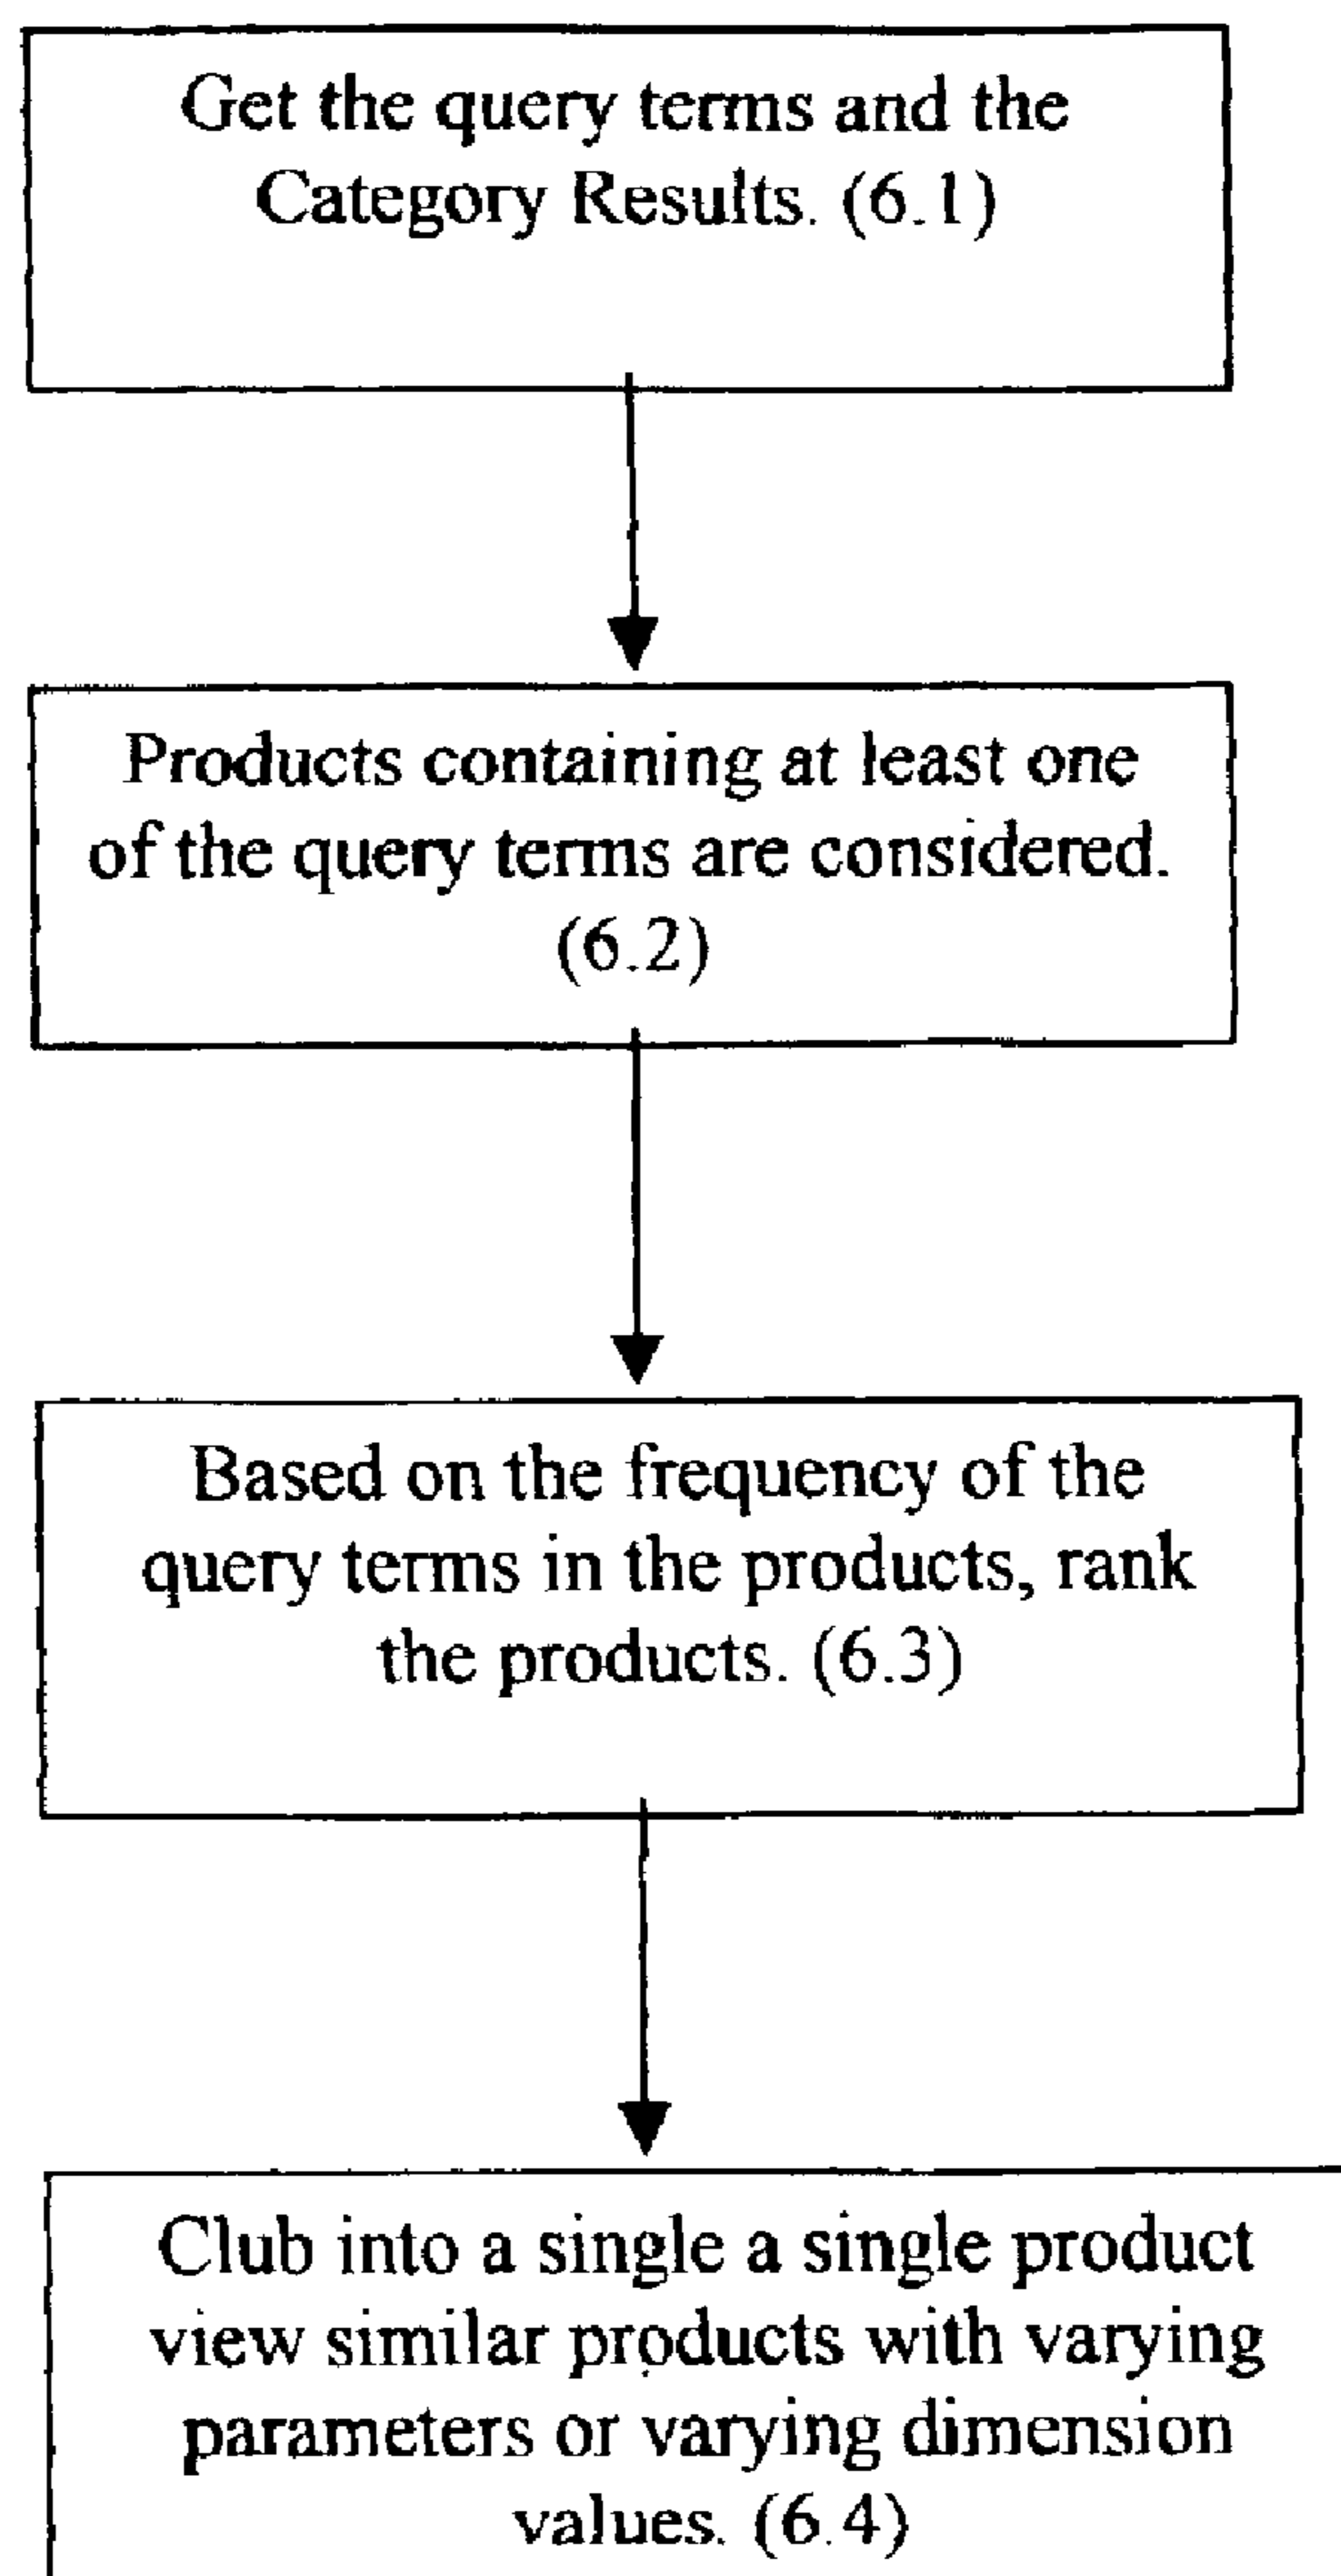 Get the query terms and the
Category Results. (6.1)
Products containing at least one
of the query terms are considered.
(6.2)
Based on the frequency of the
query terms in the products, rank
the products. (6.3)
Club into a single a single product
view similar products with varying
parameters or varying dimension
values. (6.4)